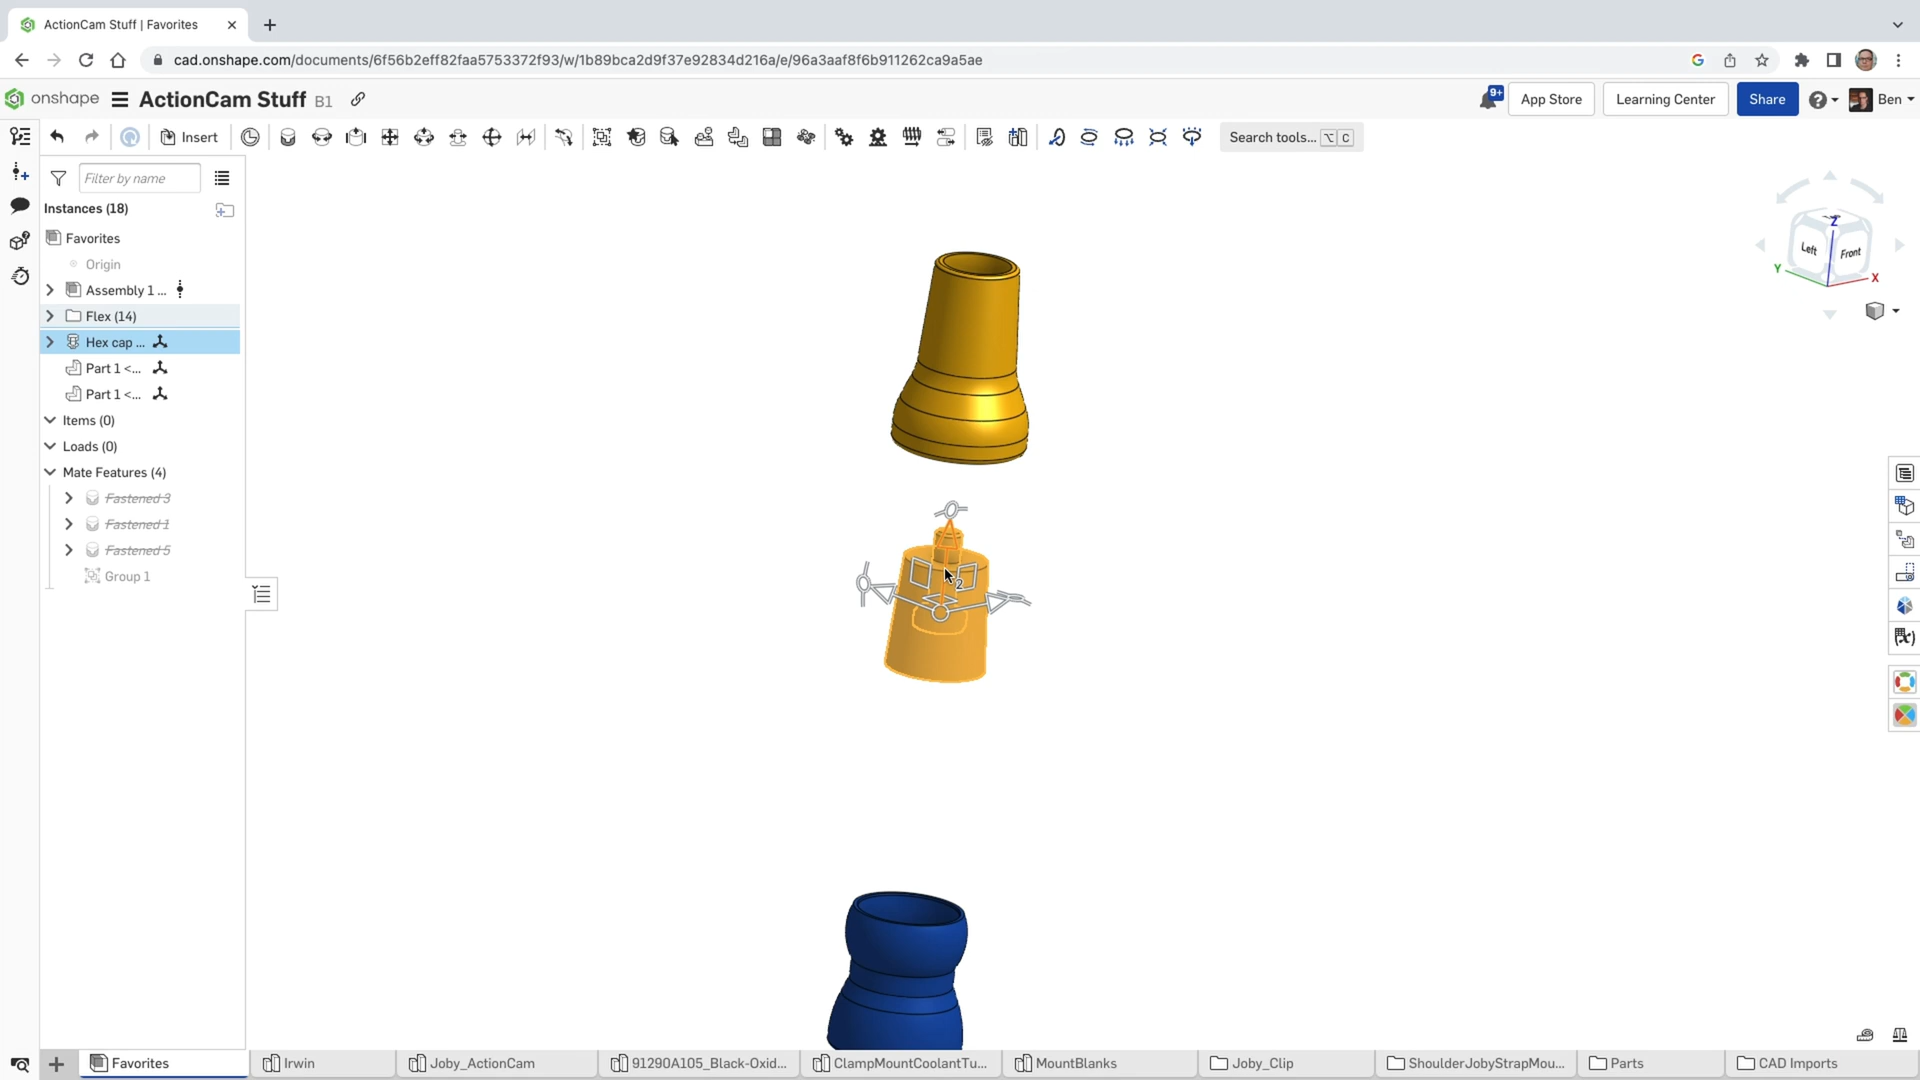 ActionCam Stuff | Favorites
cad.onshape.com/documents/6f56b2eff82faa5753372f93/w/1b89bca2d9f37e92834d216a/e/96a3aaf8f6b911262ca9a5ae
onshape ActionCam Stuff B1
9+ App Store Learning Center Share Ben
Insert Search tools... ⌥ C
Filter by name
Instances (18)
Favorites
Origin
Assembly 1 ...
Flex (14)
Hex cap ...
Part 1 <...
Part 1 <...
Items (0)
Loads (0)
Mate Features (4)
Fastened 3
Fastened 1
Fastened 5
Group 1
2
Z
Left Front
Y X
(x)
Favorites Irwin Joby_ActionCam 91290A105_Black-Oxid... ClampMountCoolantTu... MountBlanks Joby_Clip ShoulderJobyStrapMou... Parts CAD Imports